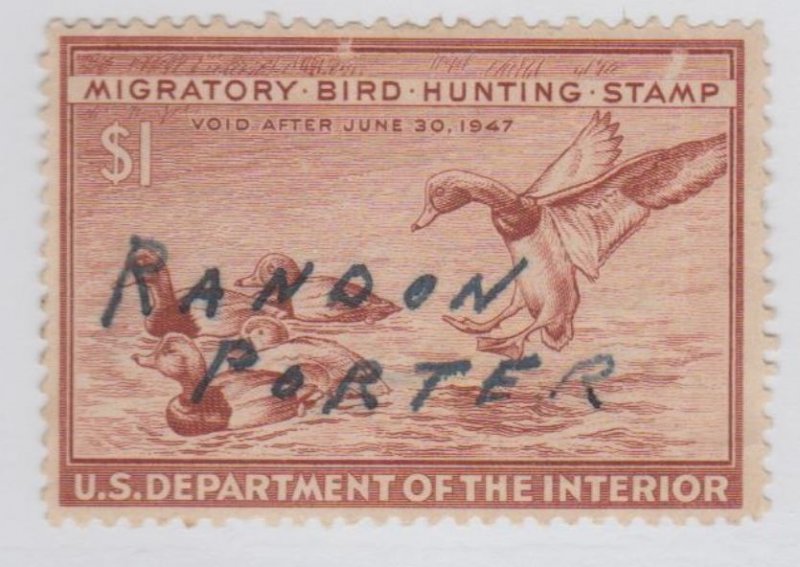 MIGRATORY · BIRD · HUNTING · STAMP
VOID AFTER JUNE 30, 1947
$1
RANDON
PORTER
U.S. DEPARTMENT OF THE INTERIOR